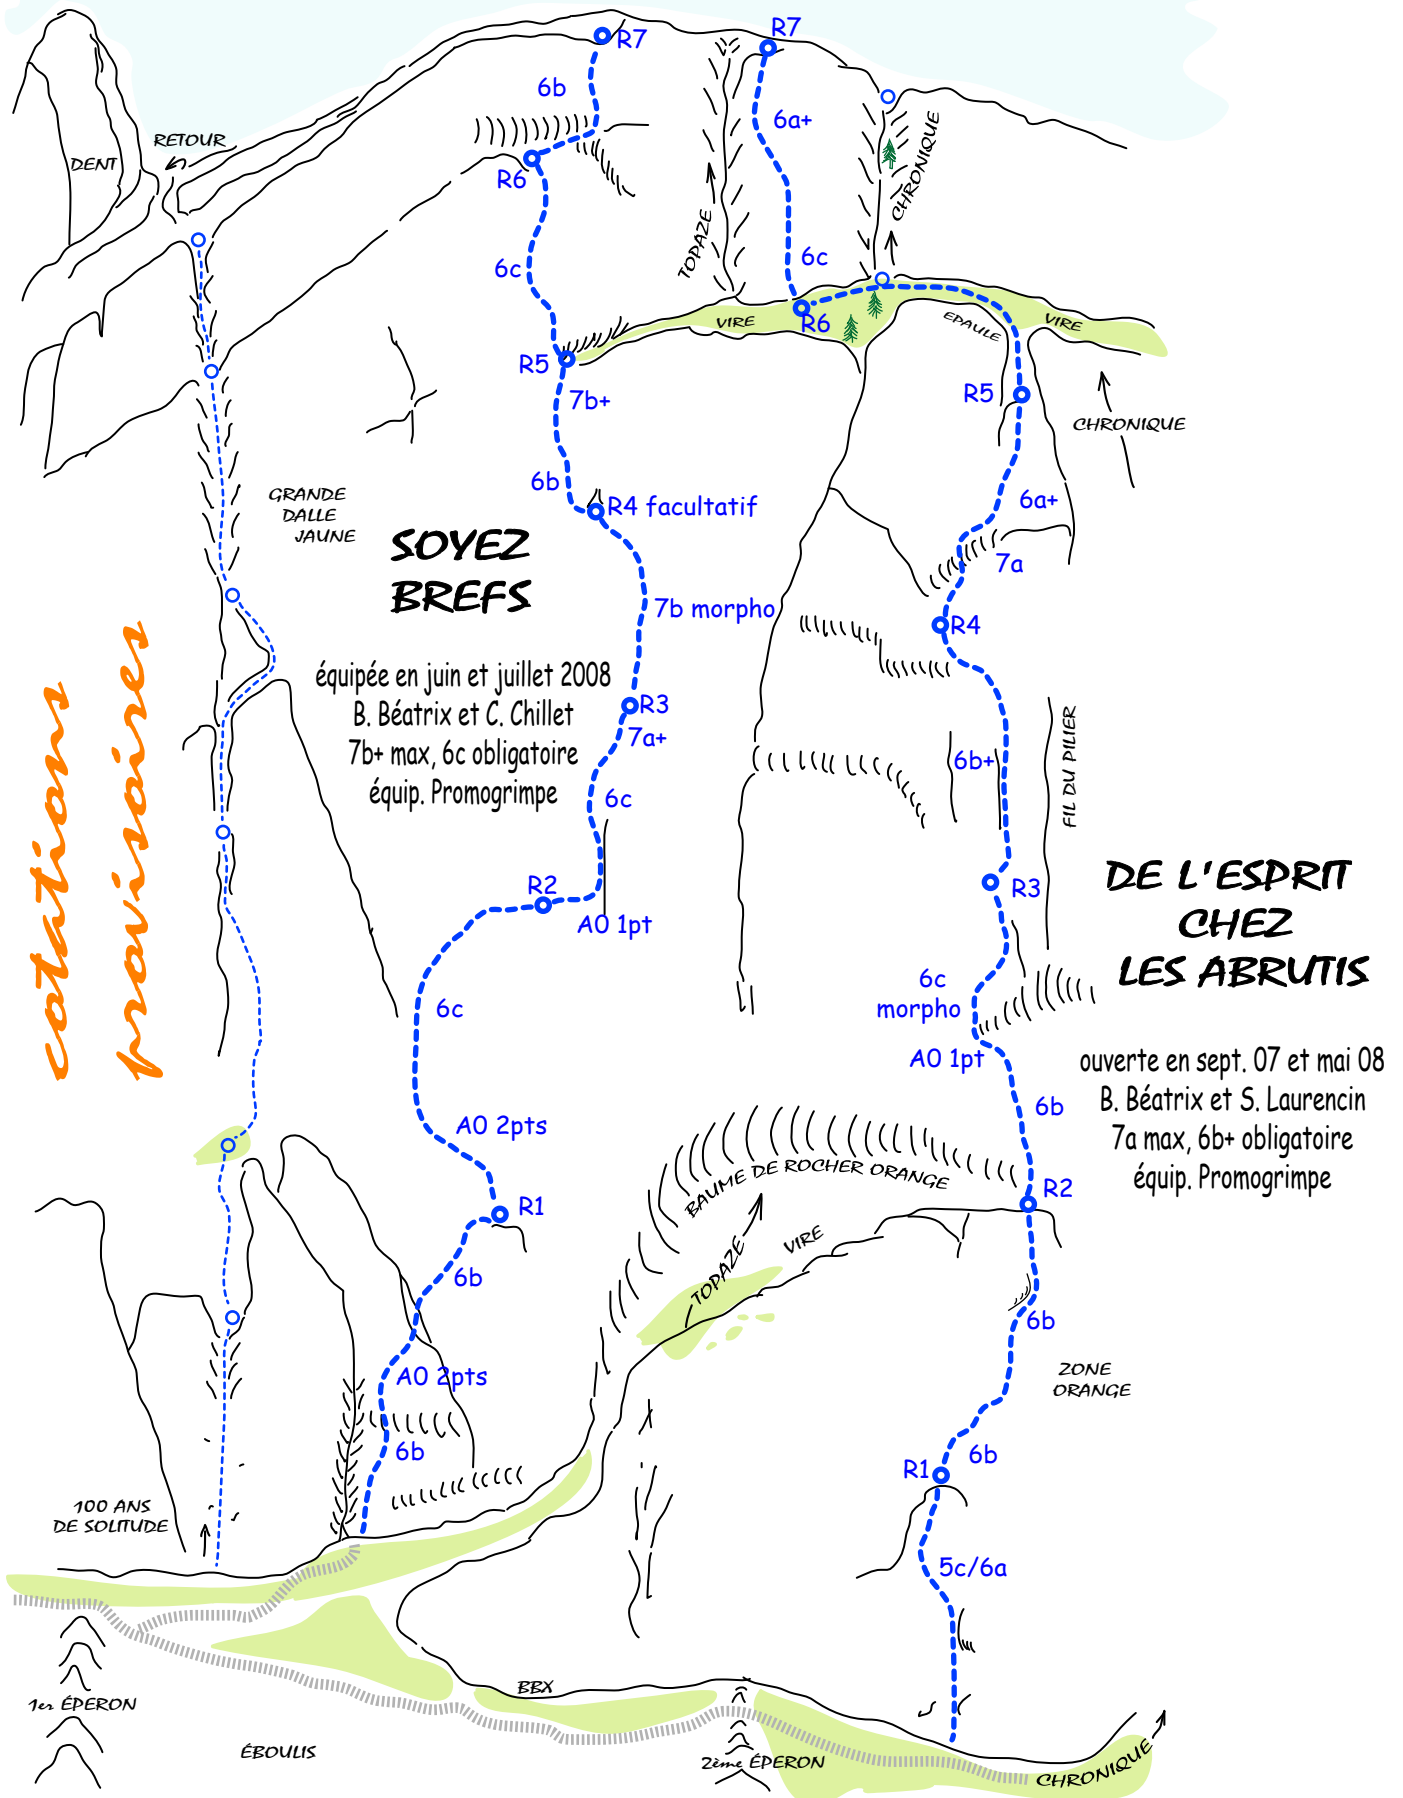 R7
R7
6b
6a+
RETOUR
DENT
CHRONIQUE
R6
TOPAZE
6c
6c
VIRE
R6
EPAULE
VIRE
R5
7b+
R5
CHRONIQUE
6b
R4 facultatif
6a+
GRANDE
DALLE
JAUNE
SOYEZ
BREFS
7a
7b morpho
R4
équipée en juin et juillet 2008
B. Béatrix et C. Chillet
7b+ max, 6c obligatoire
équip. Promogrimpe
cotations
provisoires
R3
7a+
6c
6b+
FIL DU PILIER
R2
A0 1pt
R3
DE L'ESPRIT
CHEZ
LES ABRUTIS
6c
6c
morpho
A0 1pt
ouverte en sept. 07 et mai 08
B. Béatrix et S. Laurencin
7a max, 6b+ obligatoire
équip. Promogrimpe
6b
A0 2pts
BAUME DE ROCHER ORANGE
R2
R1
VIRE
TOPAZE
6b
6b
A0 2pts
ZONE
ORANGE
6b
6b
R1
100 ANS
DE SOLITUDE
5c/6a
1er ÉPERON
BBX
ÉBOULIS
2ème ÉPERON
CHRONIQUE